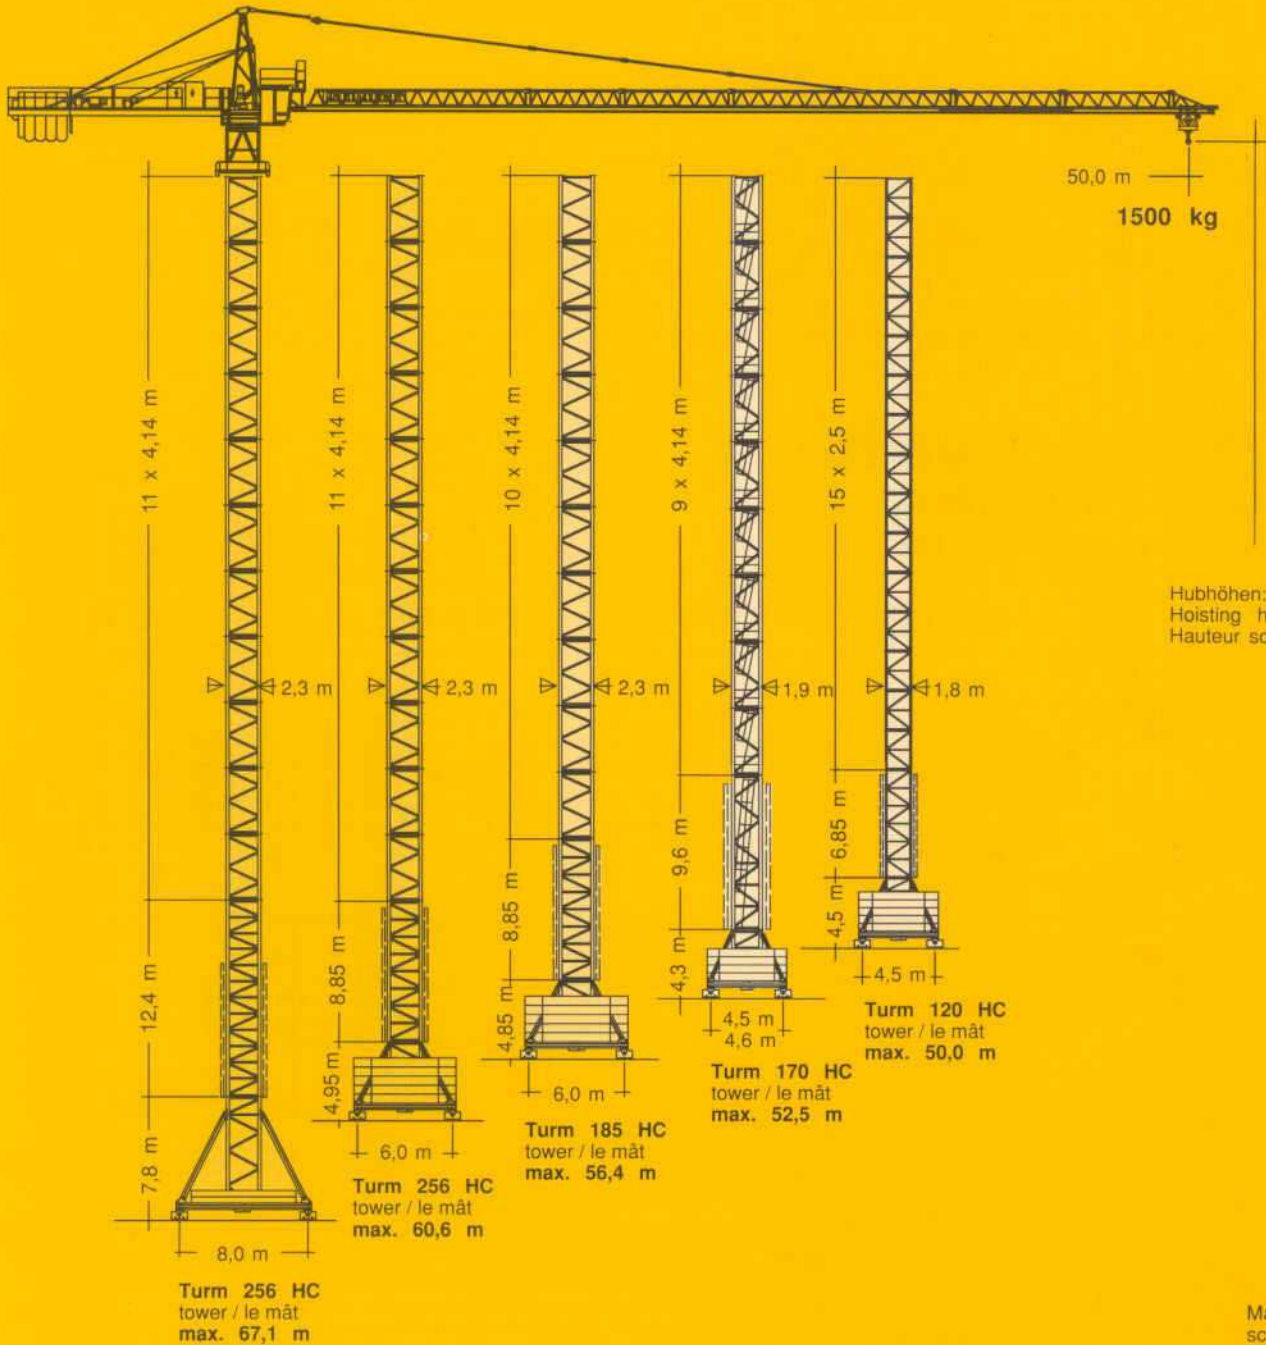 50,0 m
1500 kg
11 x 4,14 m
11 x 4,14 m
10 x 4,14 m
9 x 4,14 m
15 x 2,5 m
Hubhöhen:
Hoisting
Hauteur
2,3 m
2,3 m
2,3 m
1,9 m
1,8 m
12,4 m
8,85 m
8,85 m
9,6 m
6,85 m
7,8 m
4,95 m
4,85 m
4,3 m
4,5 m
8,0 m
Turm 256 HC
tower / le mât
max. 67,1 m
6,0 m
Turm 256 HC
tower / le mât
max. 60,6 m
6,0 m
Turm 185 HC
tower / le mât
max. 56,4 m
4,5 m
4,6 m
Turm 170 HC
tower / le mât
max. 52,5 m
4,5 m
Turm 120 HC
tower / le mât
max. 50,0 m